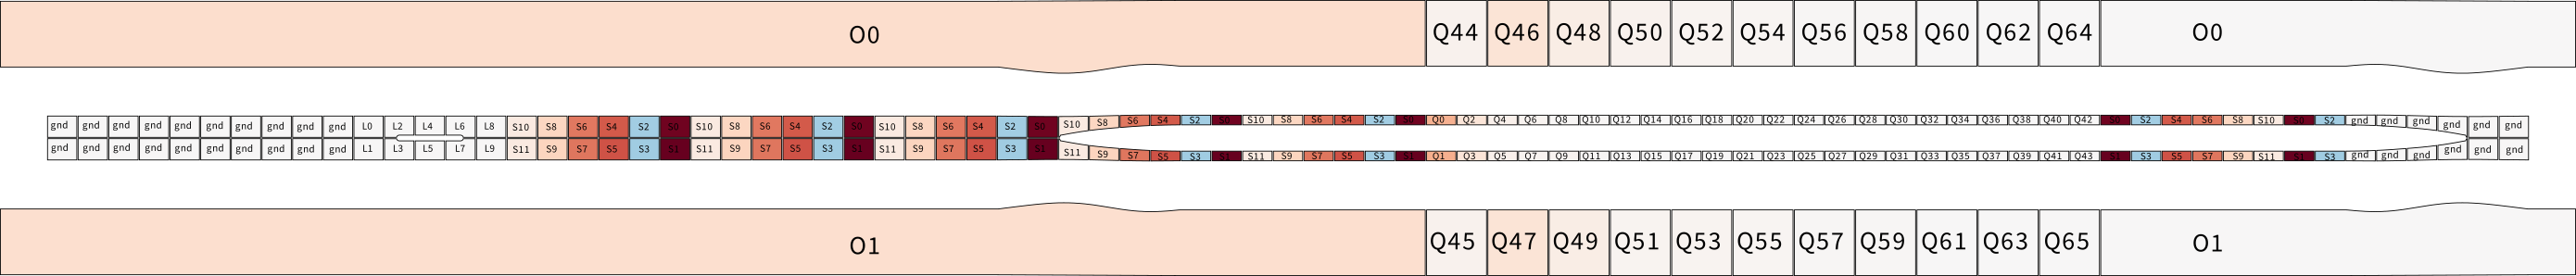 O0 Q44 Q46 Q48 Q50 Q52 Q54 Q56 Q58 Q60 Q62 Q64 O0
gnd gnd gnd gnd gnd gnd gnd gnd gnd gnd L0 L2 L4 L6 L8 S10 S8 S6 S4 S2 S0 S10 S8 S6 S4 S2 S0 S10 S8 S6 S4 S2 S0 S10 S8 S6 S4 S2 S0 S10 S8 S6 S4 S2 S0 Q0 Q2 Q4 Q6 Q8 Q10 Q12 Q14 Q16 Q18 Q20 Q22 Q24 Q26 Q28 Q30 Q32 Q34 Q36 Q38 Q40 Q42 S0 S2 S4 S6 S8 S10 S0 S2 gnd gnd gnd gnd gnd gnd
gnd gnd gnd gnd gnd gnd gnd gnd gnd gnd L1 L3 L5 L7 L9 S11 S9 S7 S5 S3 S1 S11 S9 S7 S5 S3 S1 S11 S9 S7 S5 S3 S1 S11 S9 S7 S5 S3 S1 S11 S9 S7 S5 S3 S1 Q1 Q3 Q5 Q7 Q9 Q11 Q13 Q15 Q17 Q19 Q21 Q23 Q25 Q27 Q29 Q31 Q33 Q35 Q37 Q39 Q41 Q43 S1 S3 S5 S7 S9 S11 S1 S3 gnd gnd gnd gnd gnd gnd
O1 Q45 Q47 Q49 Q51 Q53 Q55 Q57 Q59 Q61 Q63 Q65 O1